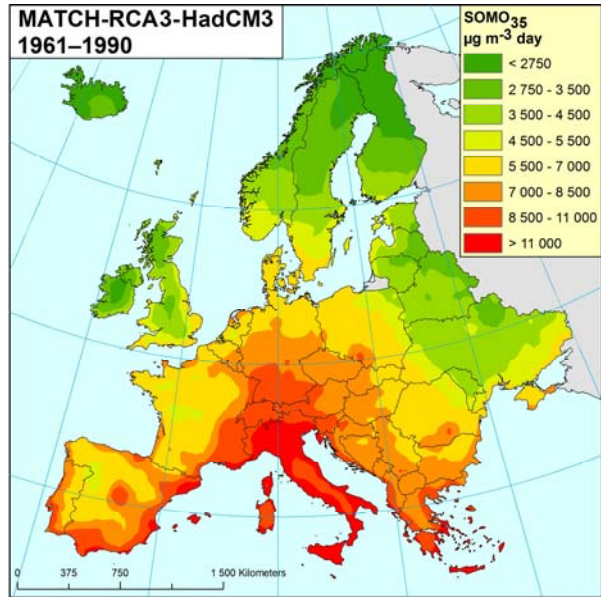 MATCH-RCA3-HadCM3
1961–1990
SOMO35
µg m-3 day
< 2750
2 750 - 3 500
3 500 - 4 500
4 500 - 5 500
5 500 - 7 000
7 000 - 8 500
8 500 - 11 000
> 11 000
0 375 750 1 500 Kilometers